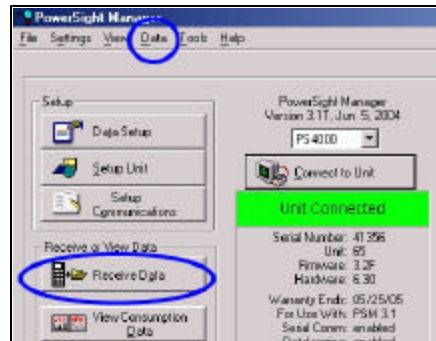 PowerSight Manager
File Settings View Data Tools Help
Setup
Data Setup
Setup Unit
Setup
Communications
Receive or View Data
Receive Data
View Consumption
Data
PowerSight Manager
Version 3.1T, Jun 5, 2004
PS4000
Connect to Unit
Unit Connected
Serial Number: 41356
Unit: 65
Firmware: 3.2F
Hardware: 6.30
Warranty Ends: 05/25/05
For Use With: PSM 3.1
Serial Comm: enabled
enabled